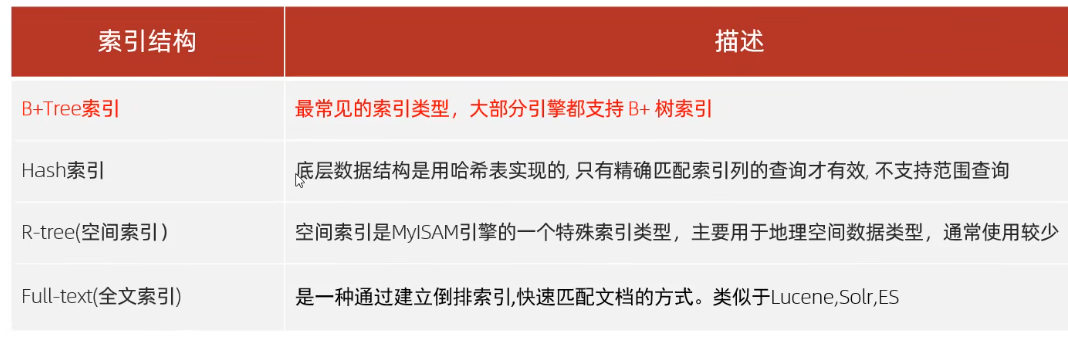 索引结构 描述
B+Tree索引 最常见的索引类型，大部分引擎都支持 B+ 树索引
Hash索引 底层数据结构是用哈希表实现的, 只有精确匹配索引列的查询才有效, 不支持范围查询
R-tree(空间索引） 空间索引是MyISAM引擎的一个特殊索引类型，主要用于地理空间数据类型，通常使用较少
Full-text(全文索引) 是一种通过建立倒排索引,快速匹配文档的方式。类似于Lucene,Solr,ES